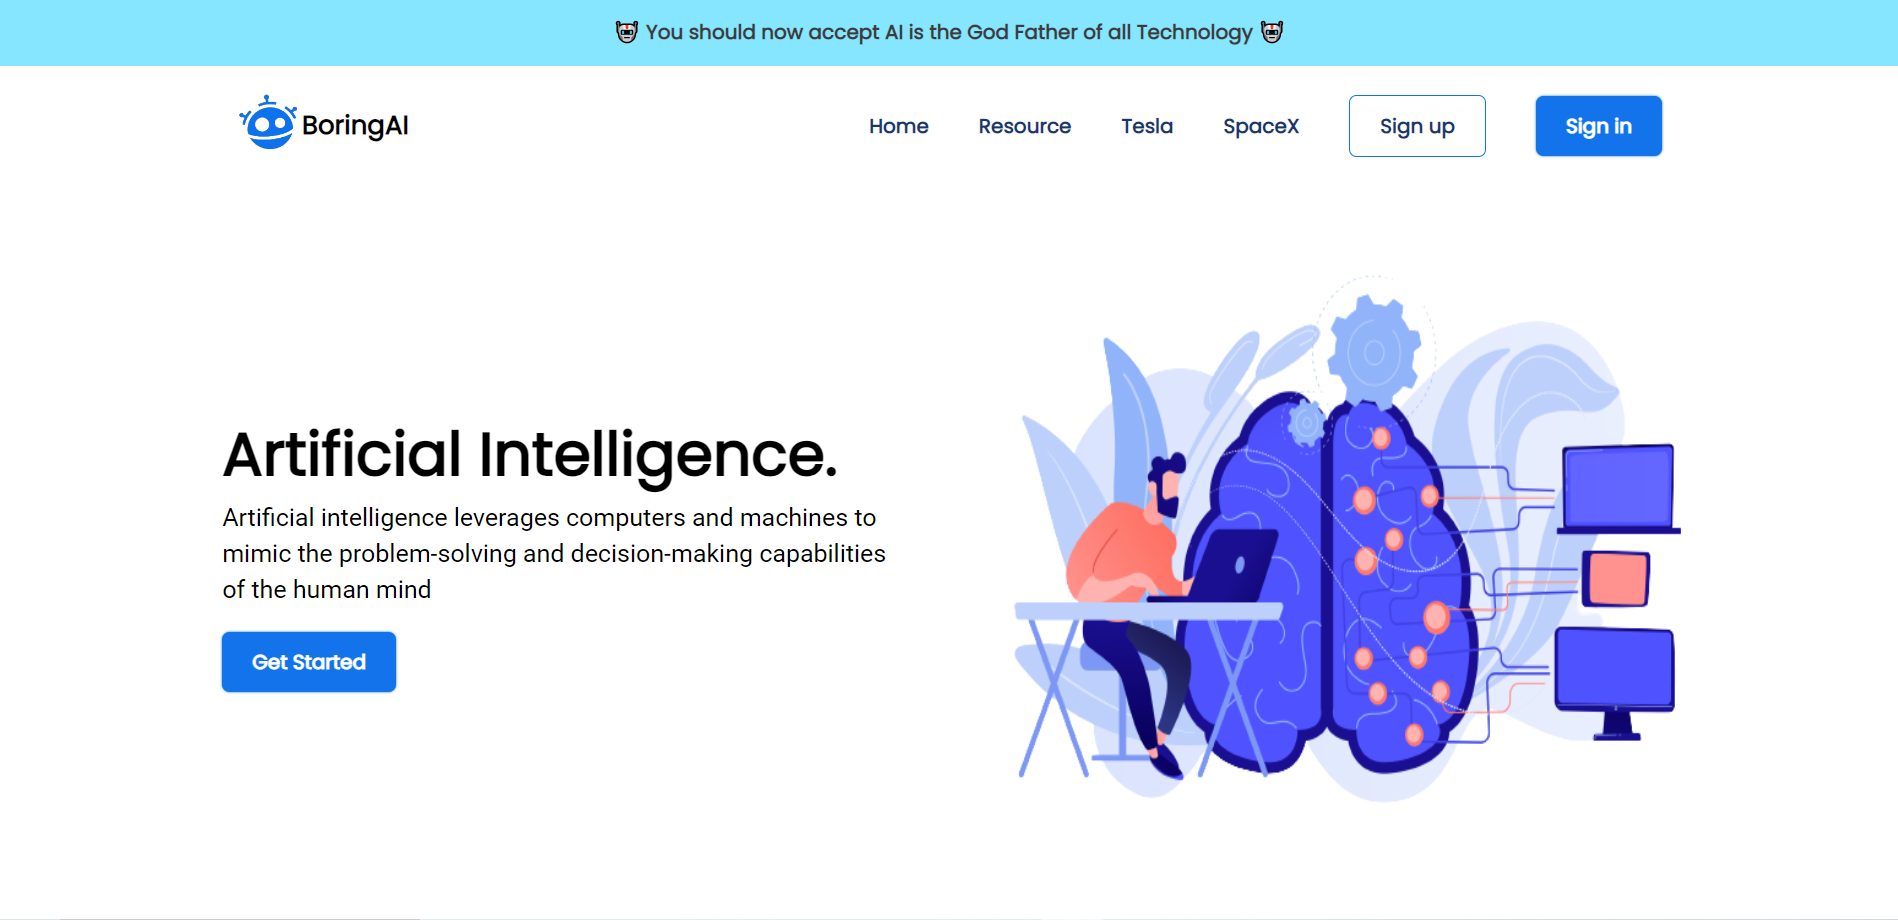 You should now accept AI is the God Father of all Technology
BoringAI
Home
Resource
Tesla
SpaceX
Sign up
Sign in
Artificial Intelligence.
Artificial intelligence leverages computers and machines to
mimic the problem-solving and decision-making capabilities
of the human mind
Get Started